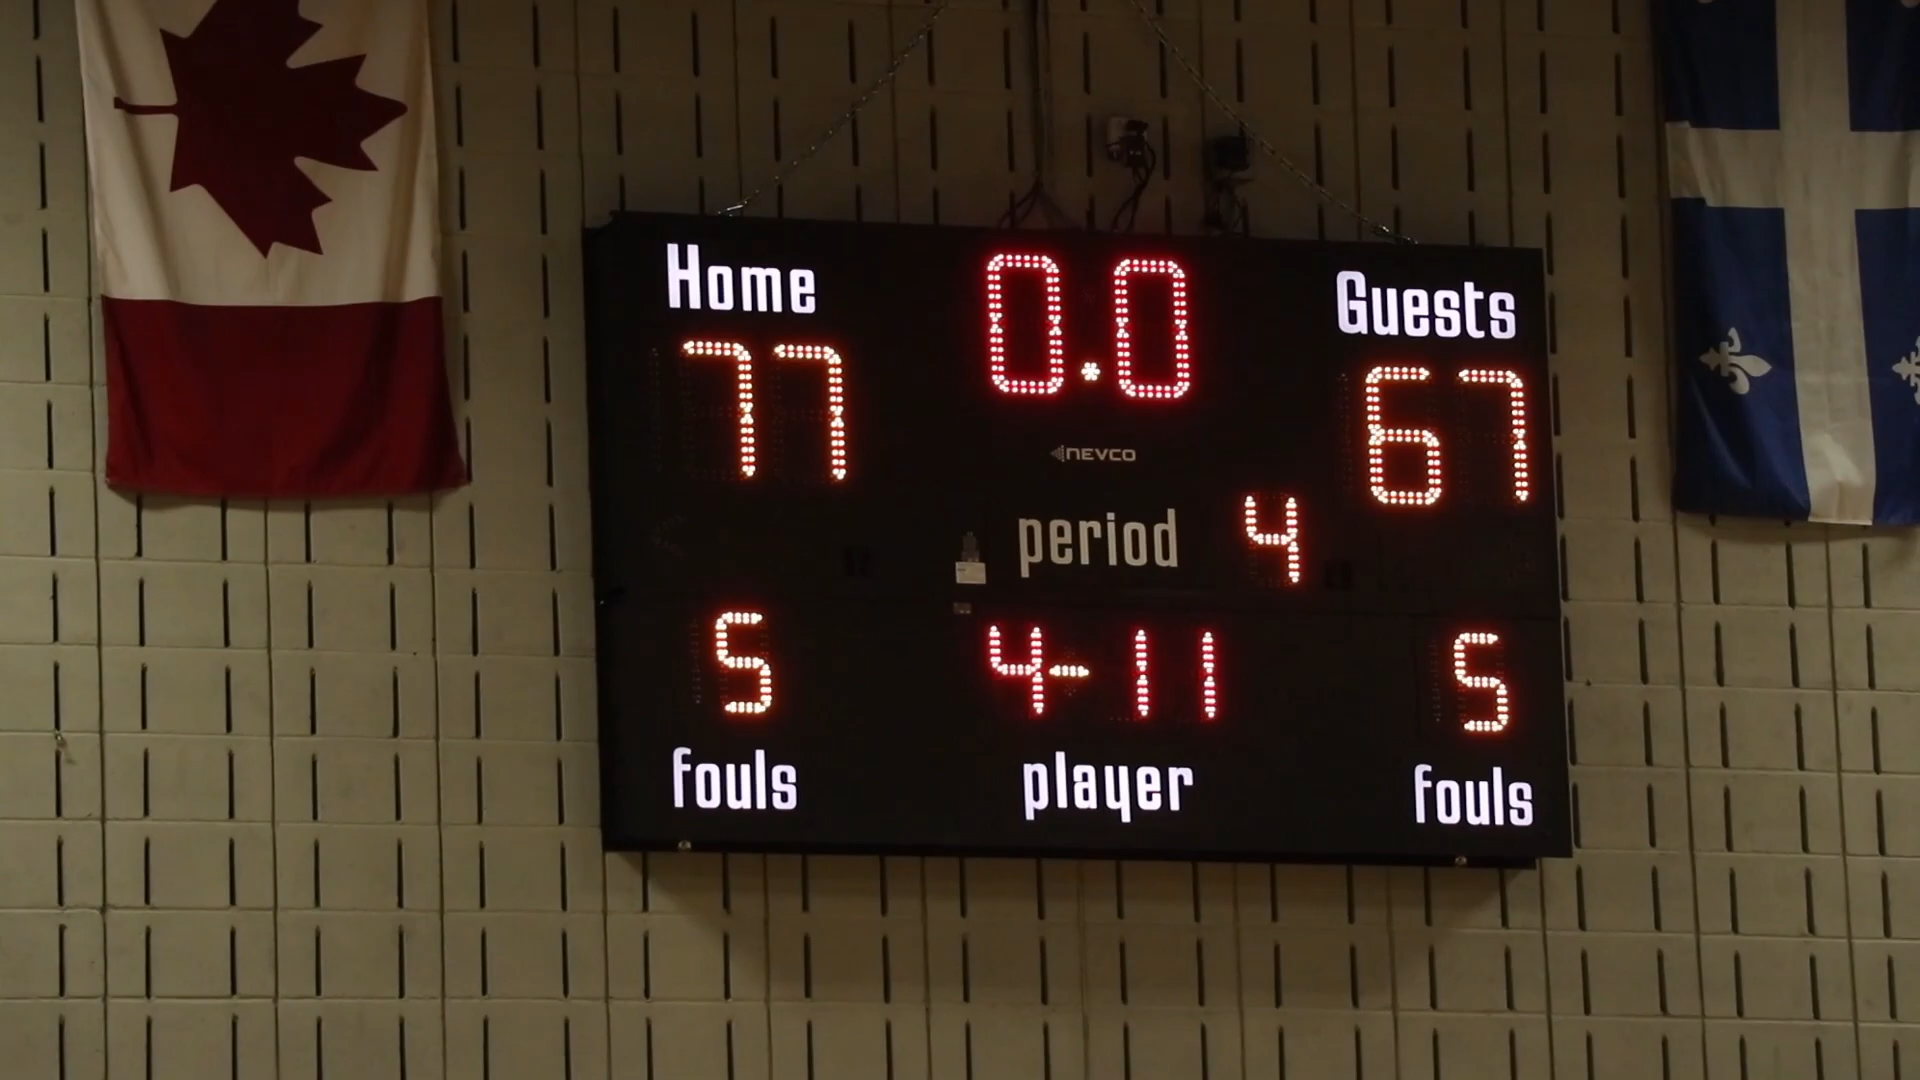 Home 0.0 Guests
77 67
NEVCO
period 4
5 4-11 5
fouls player fouls